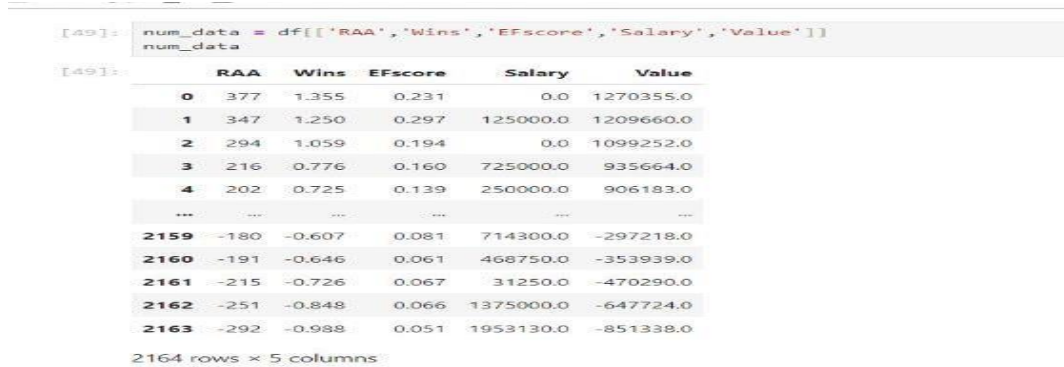 [49]: num_data = df[['RAA','Wins','EFscore','Salary','Value']]
num_data
[49]:
RAA Wins EFscore Salary Value
0 377 1.355 0.231 0.0 1270355.0
1 347 1.250 0.297 125000.0 1209660.0
2 294 1.059 0.194 0.0 1099252.0
3 216 0.776 0.160 725000.0 935664.0
4 202 0.725 0.139 250000.0 906183.0
... ... ... ... ... ...
2159 -180 -0.607 0.081 714300.0 -297218.0
2160 -191 -0.646 0.061 468750.0 -353939.0
2161 -215 -0.726 0.067 31250.0 -470290.0
2162 -251 -0.848 0.066 1375000.0 -647724.0
2163 -292 -0.988 0.051 1953130.0 -851338.0
2164 rows × 5 columns